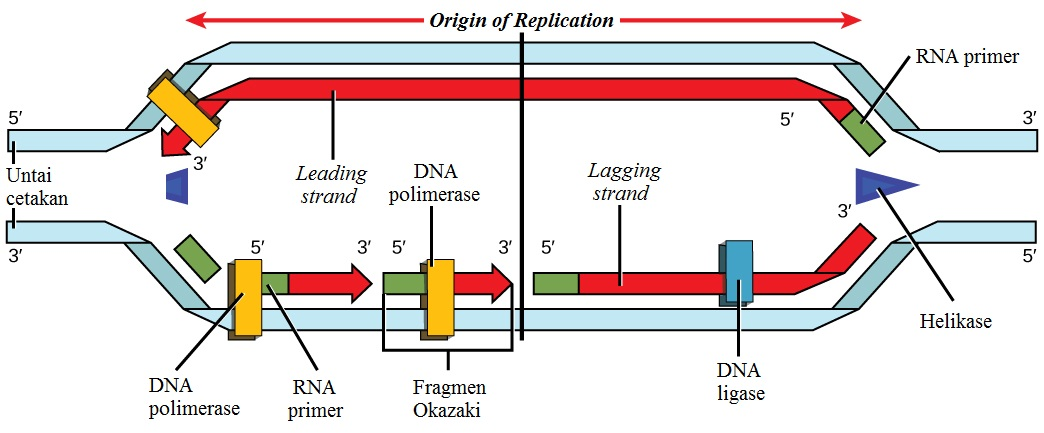 Origin of Replication
RNA primer
5′
3′
5′
3′
Untai
cetakan
Leading
strand
DNA
polimerase
Lagging
strand
3′
3′
5′
3′
5′
3′
5′
5′
Helikase
DNA
polimerase
RNA
primer
Fragmen
Okazaki
DNA
ligase